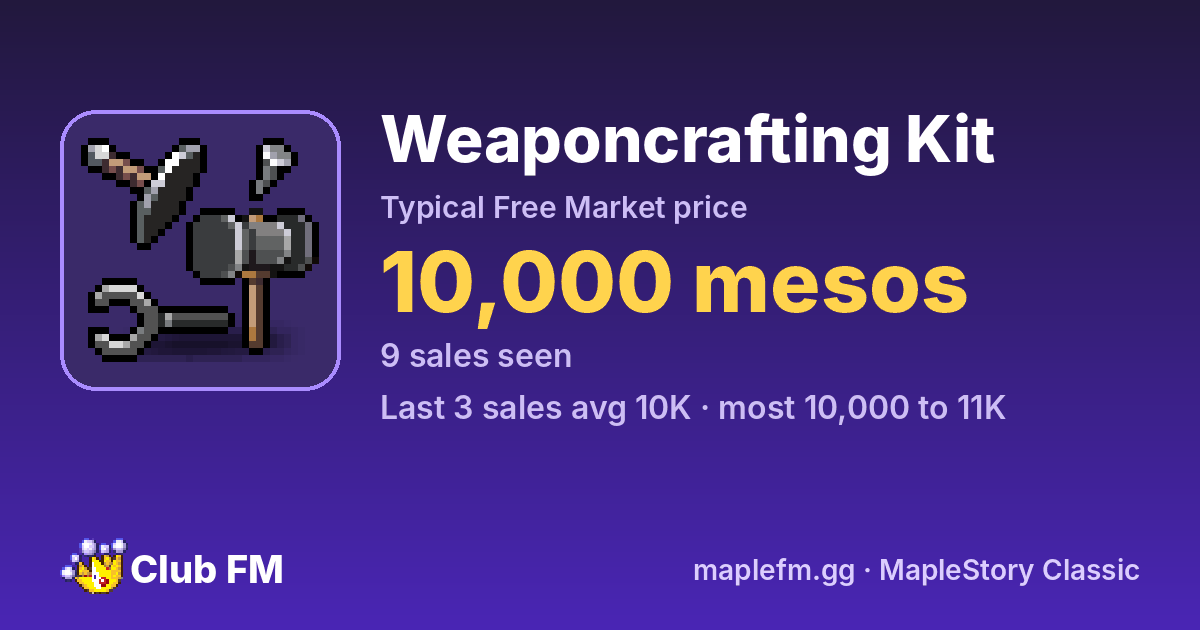 Weaponcrafting Kit
Typical Free Market price
10,000 mesos
9 sales seen
Last 3 sales avg 10K · most 10,000 to 11K
Club FM
maplefm.gg · MapleStory Classic